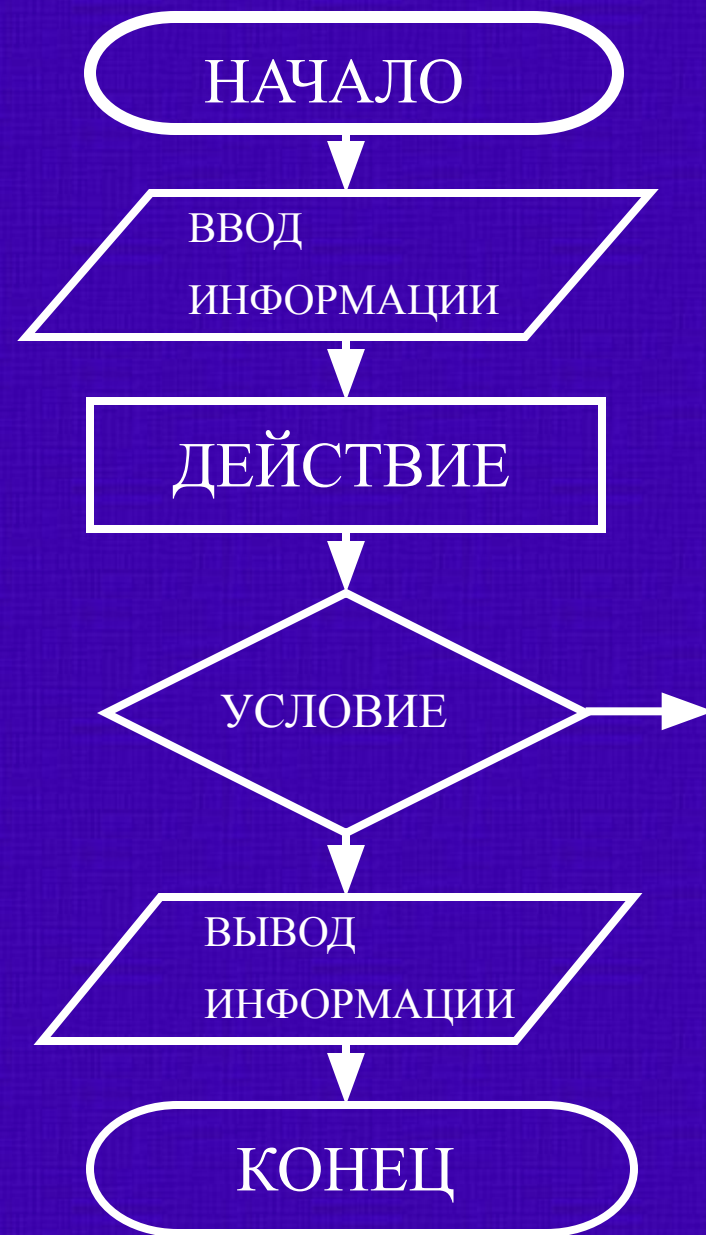 НАЧАЛО
ВВОД
ИНФОРМАЦИИ
ДЕЙСТВИЕ
УСЛОВИЕ
ВЫВОД
ИНФОРМАЦИИ
КОНЕЦ